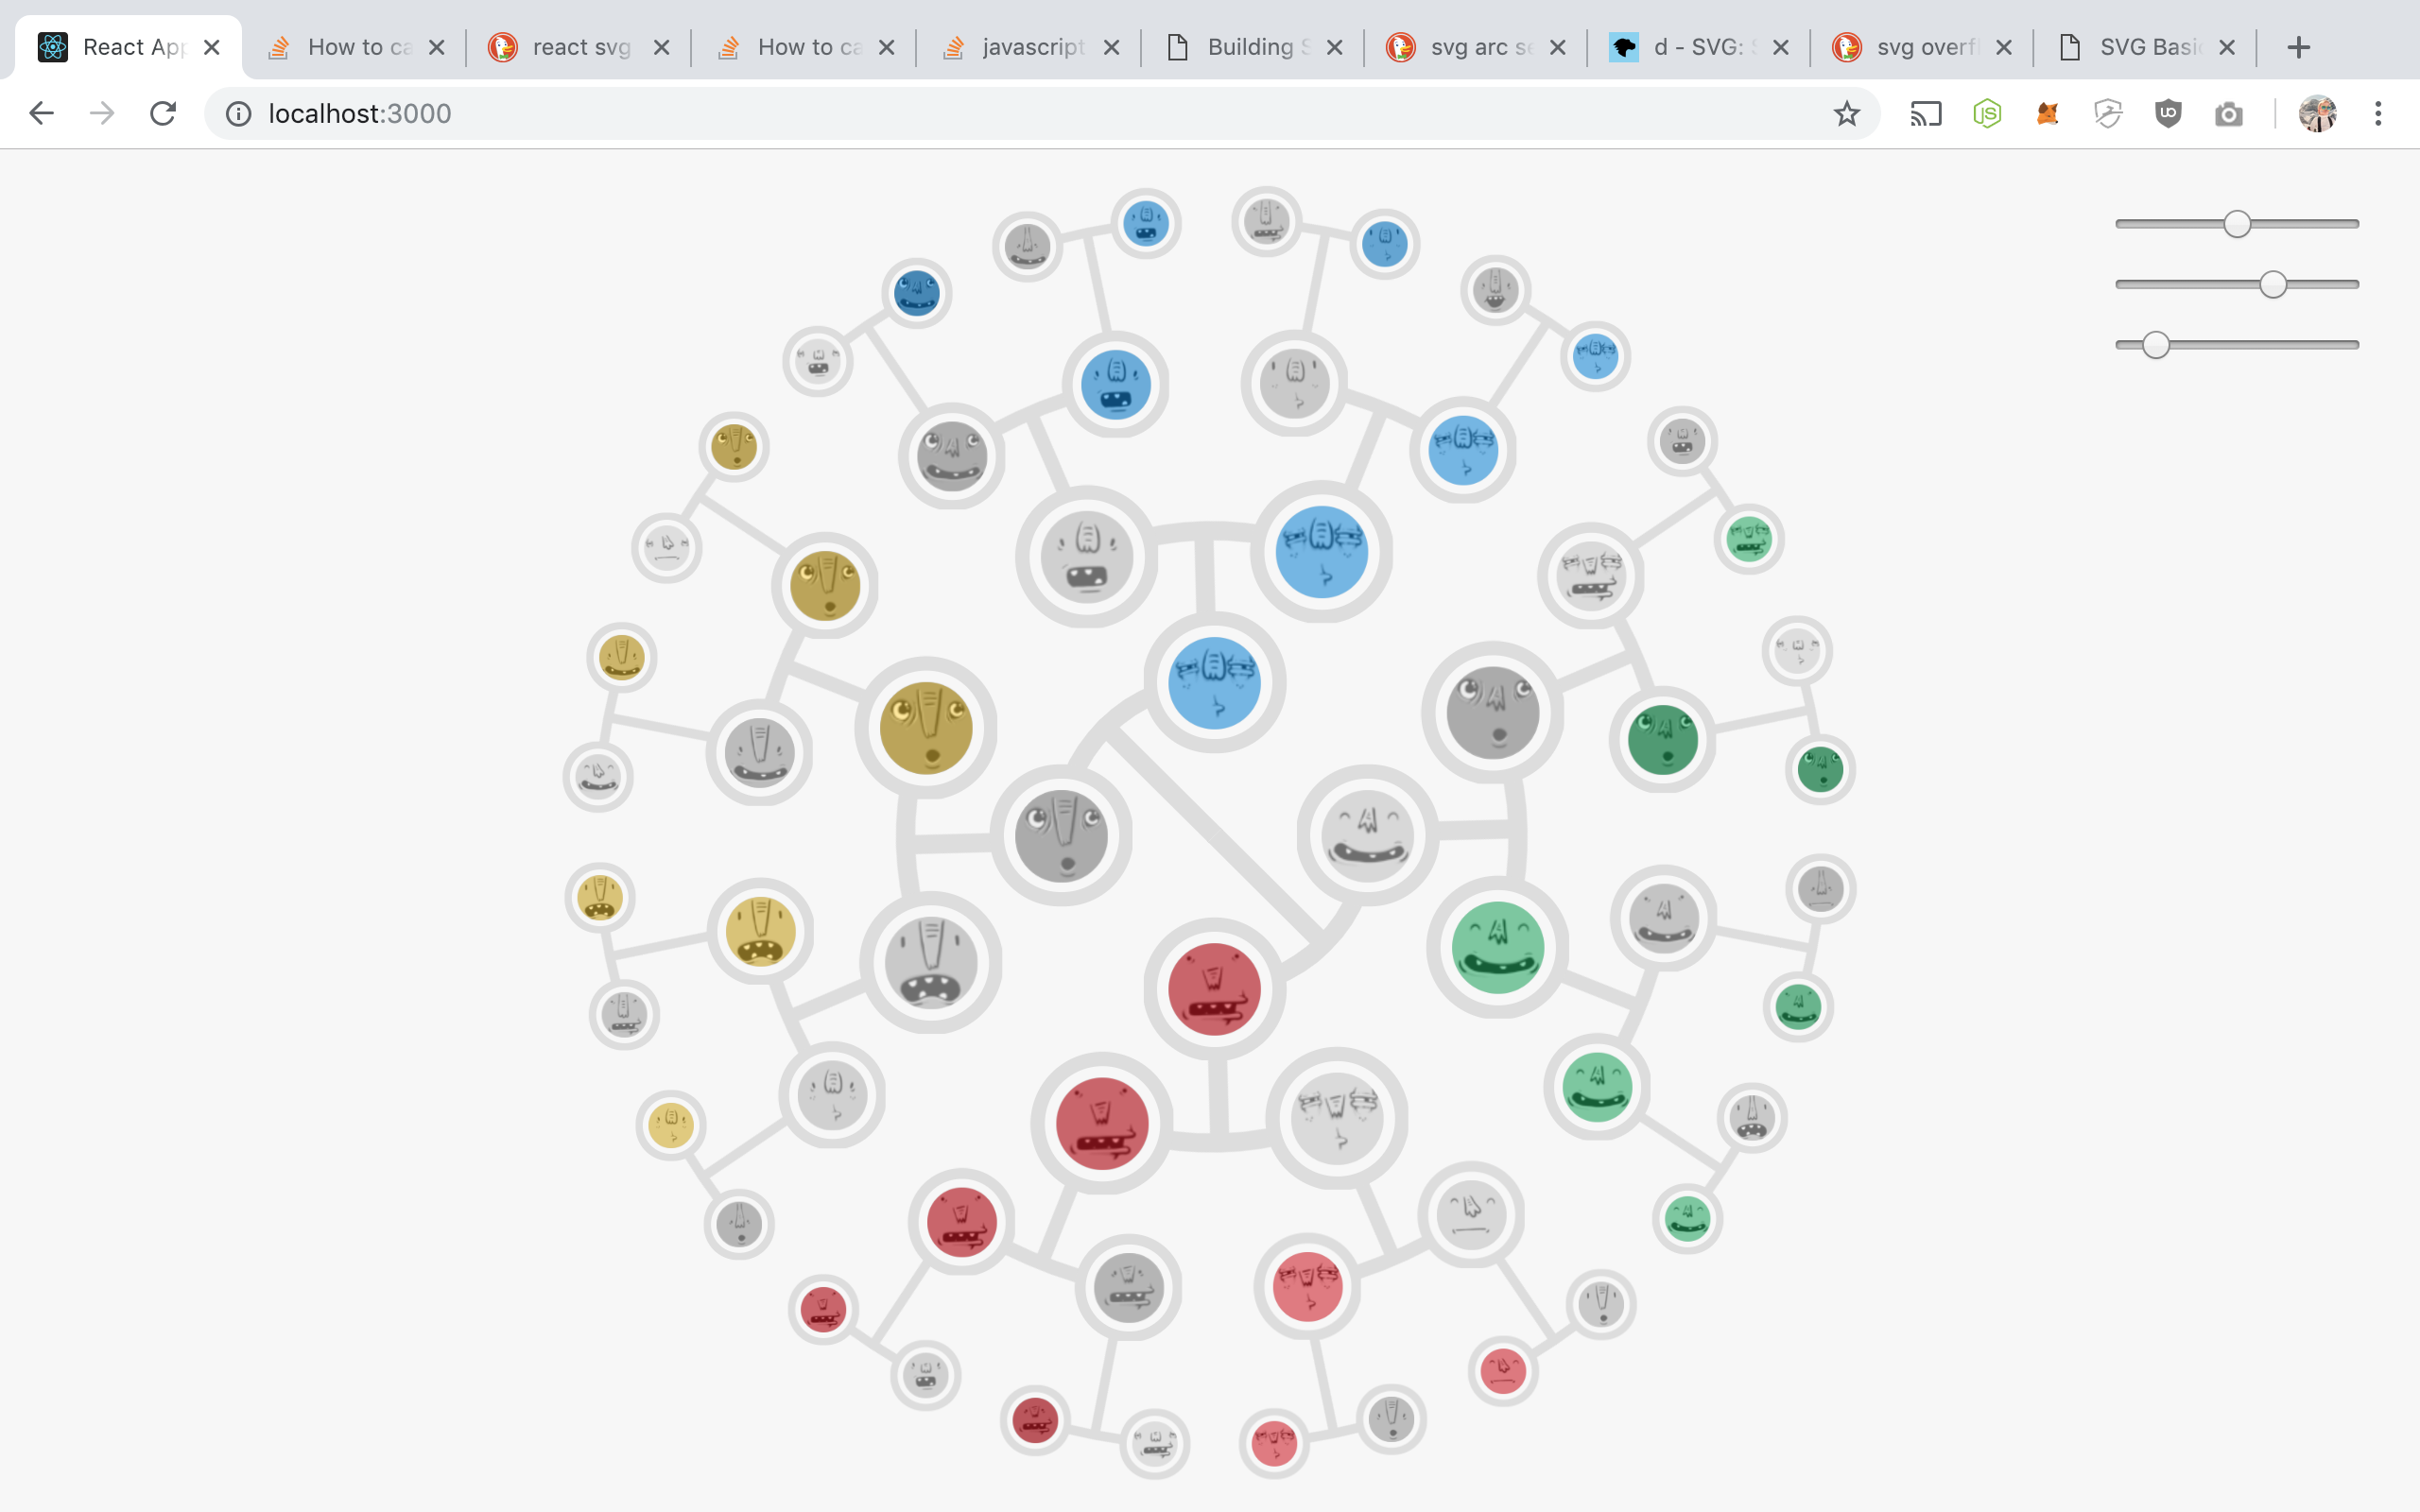 React App
How to ca
react svg
How to ca
javascript
Building S
svg arc se
d - SVG: S
svg overfl
SVG Basic
localhost:3000